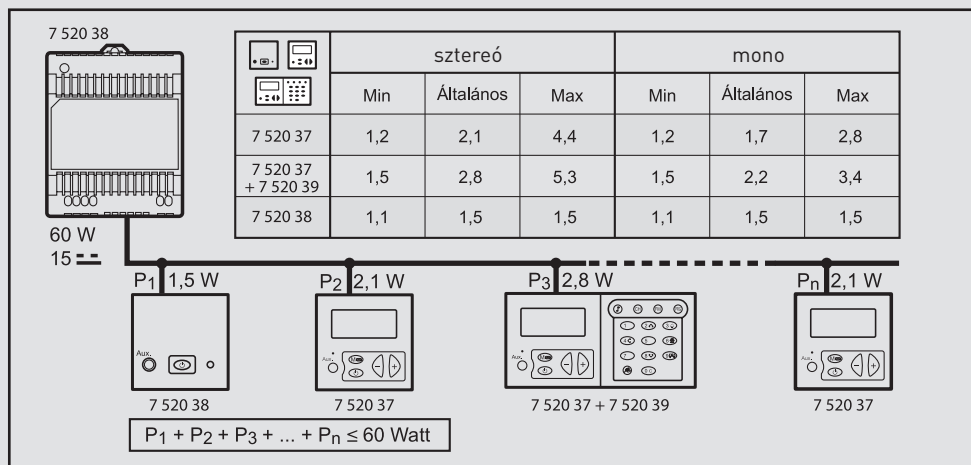 7 520 38
sztereó mono
Min Általános Max Min Általános Max
7 520 37 1,2 2,1 4,4 1,2 1,7 2,8
7 520 37
+ 7 520 39 1,5 2,8 5,3 1,5 2,2 3,4
7 520 38 1,1 1,5 1,5 1,1 1,5 1,5
60 W
15
P1 1,5 W P2 2,1 W P3 2,8 W Pn 2,1 W
Aux. Aux. Aux. Aux.
7 520 38 7 520 37 7 520 37 + 7 520 39 7 520 37
P1 + P2 + P3 + ... + Pn ≤ 60 Watt